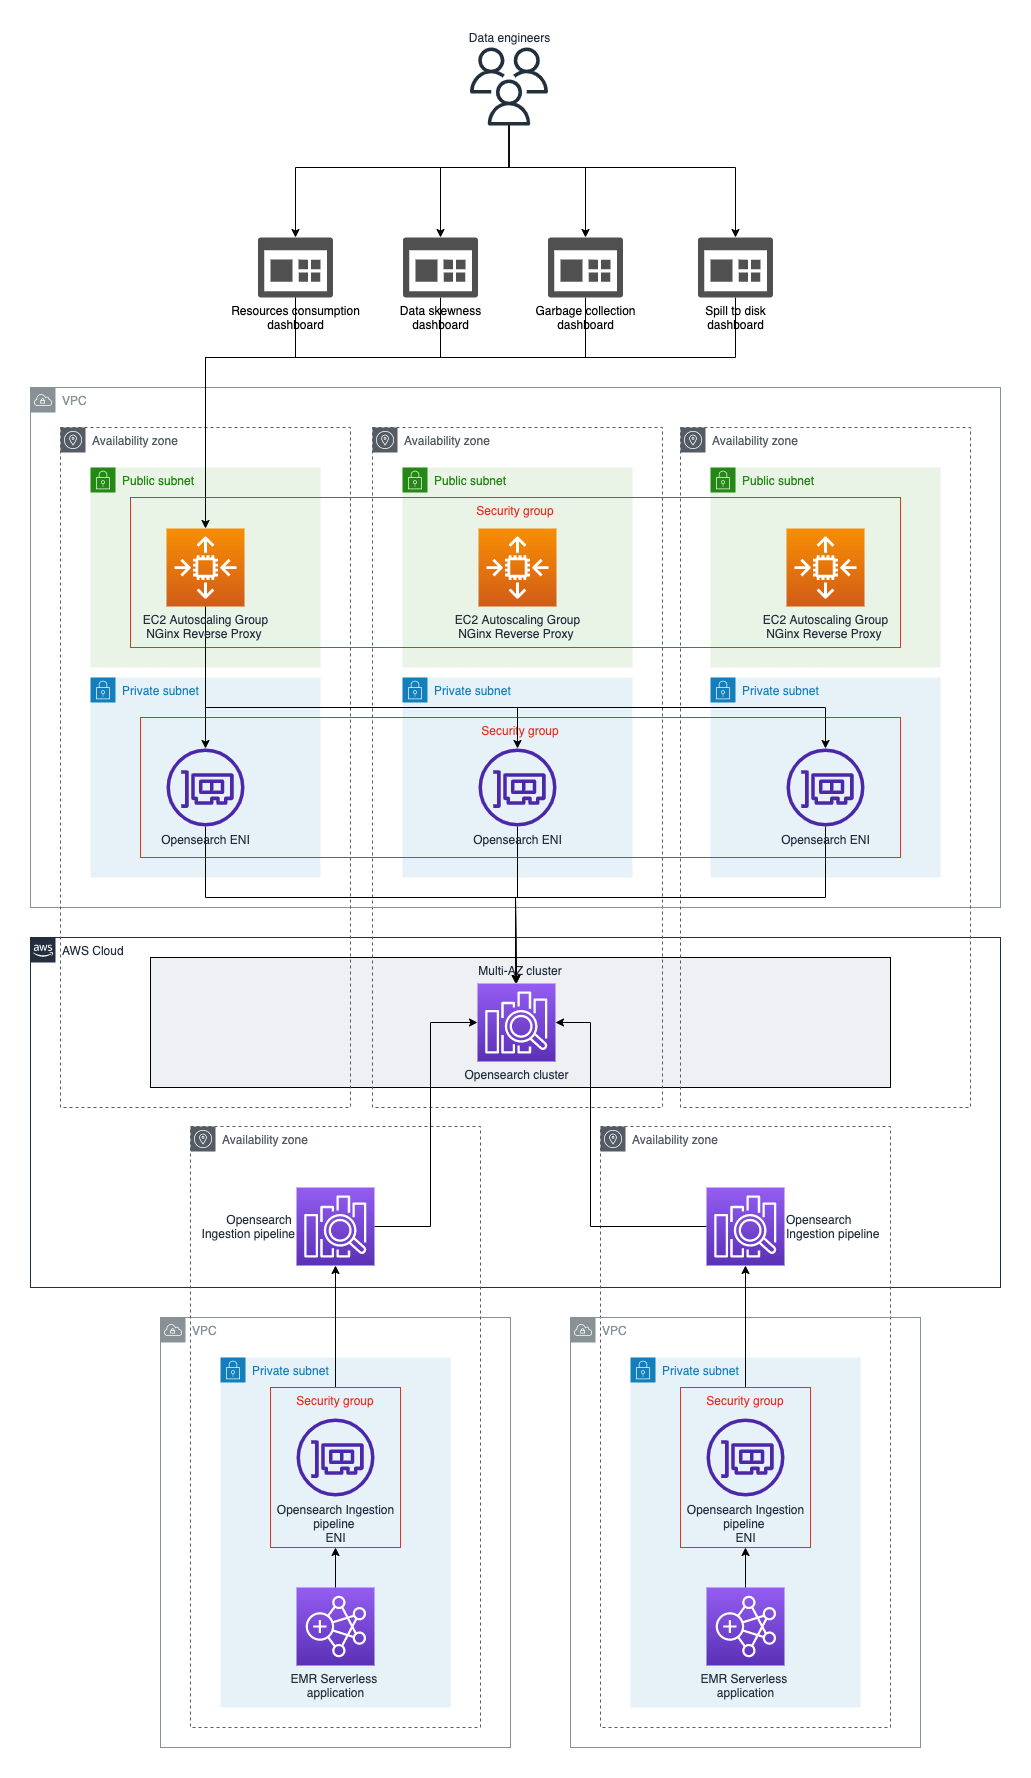 Data engineers
Resources consumption
dashboard
Data skewness
dashboard
Garbage collection
dashboard
Spill to disk
dashboard
VPC
Availability zone
Availability zone
Availability zone
Public subnet
Public subnet
Public subnet
Security group
EC2 Autoscaling Group
NGinx Reverse Proxy
EC2 Autoscaling Group
NGinx Reverse Proxy
EC2 Autoscaling Group
NGinx Reverse Proxy
Private subnet
Private subnet
Private subnet
Security group
Opensearch ENI
Opensearch ENI
Opensearch ENI
aws
AWS Cloud
Multi-AZ cluster
Opensearch cluster
Availability zone
Availability zone
Opensearch
Ingestion pipeline
Opensearch
Ingestion pipeline
VPC
VPC
Private subnet
Private subnet
Security group
Security group
Opensearch Ingestion
pipeline
ENI
Opensearch Ingestion
pipeline
ENI
EMR Serverless
application
EMR Serverless
application